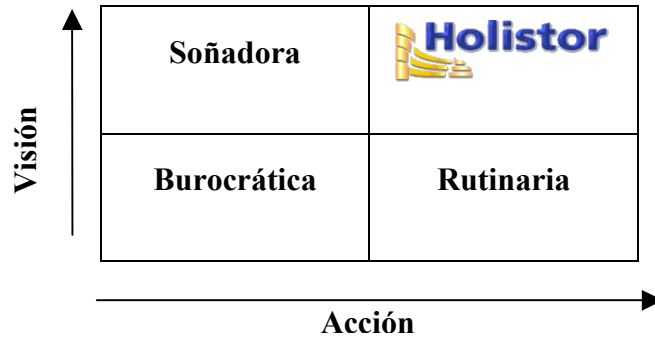 Soñadora
Holistor
Visión
Burocrática
Rutinaria
Acción